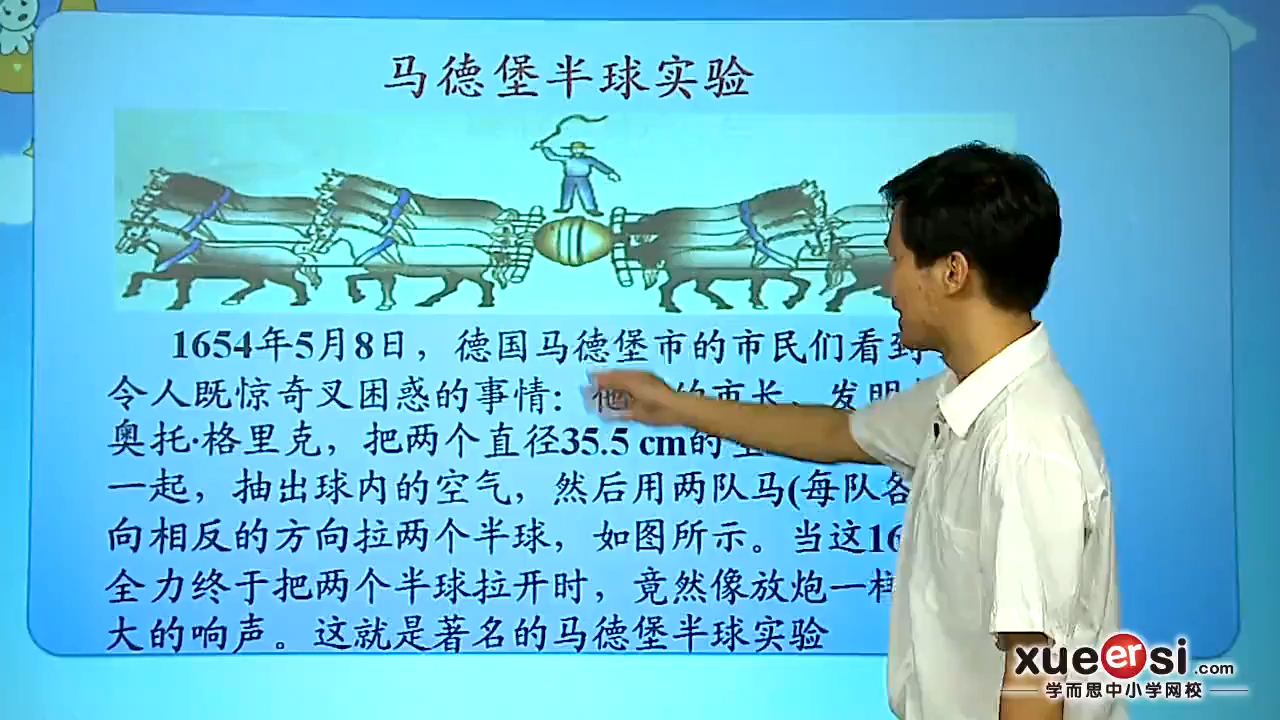 马德堡半球实验
1654年5月8日，德国马德堡市的市民们看到
令人既惊奇又困惑的事情：他 的市长、发明
奥托·格里克，把两个直径35.5 cm的
一起，抽出球内的空气，然后用两队马(每队各
向相反的方向拉两个半球，如图所示。当这16
全力终于把两个半球拉开时，竟然像放炮一样
大的响声。这就是著名的马德堡半球实验
xueersi.com
学而思中小学网校